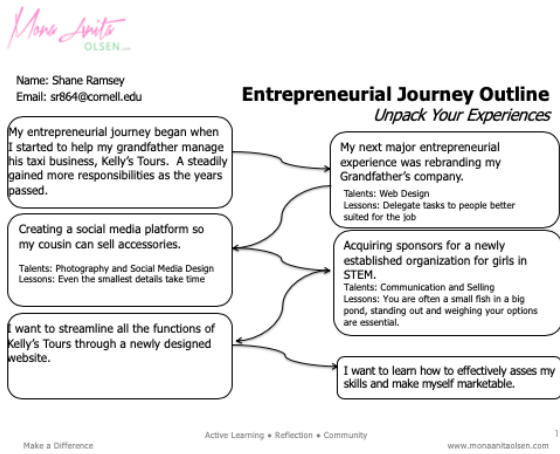 Mona Anita
OLSEN.com
Name: Shane Ramsey
Email: sr864@cornell.edu
Entrepreneurial Journey Outline
Unpack Your Experiences
My entrepreneurial journey began when
I started to help my grandfather manage
his taxi business, Kelly's Tours.  A steadily
gained more responsibilities as the years
passed.
My next major entrepreneurial
experience was rebranding my
Grandfather's company.
Talents: Web Design
Lessons: Delegate tasks to people better
suited for the job
Creating a social media platform so
my cousin can sell accessories.
Talents: Photography and Social Media Design
Lessons: Even the smallest details take time
Acquiring sponsors for a newly
established organization for girls in
STEM.
Talents: Communication and Selling
Lessons: You are often a small fish in a big
pond, standing out and weighing your options
are essential.
I want to streamline all the functions of
Kelly's Tours through a newly designed
website.
I want to learn how to effectively asses my
skills and make myself marketable.
Active Learning • Reflection • Community
1
Make a Difference
www.monaanitaolsen.com